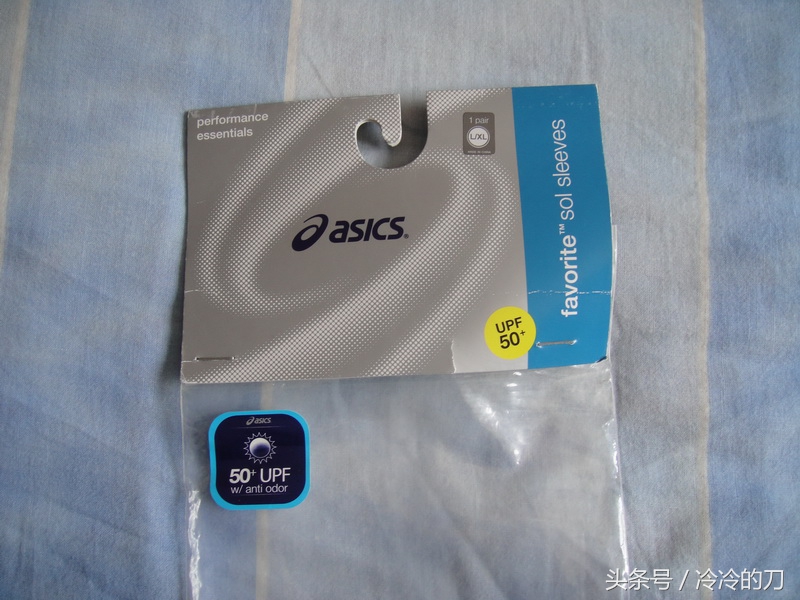 performance
essentials
1 pair
L/XL
asics®
favorite™ sol sleeves
UPF
50+
asics
50+ UPF
w/ anti odor
头条号 / 冷冷的刀